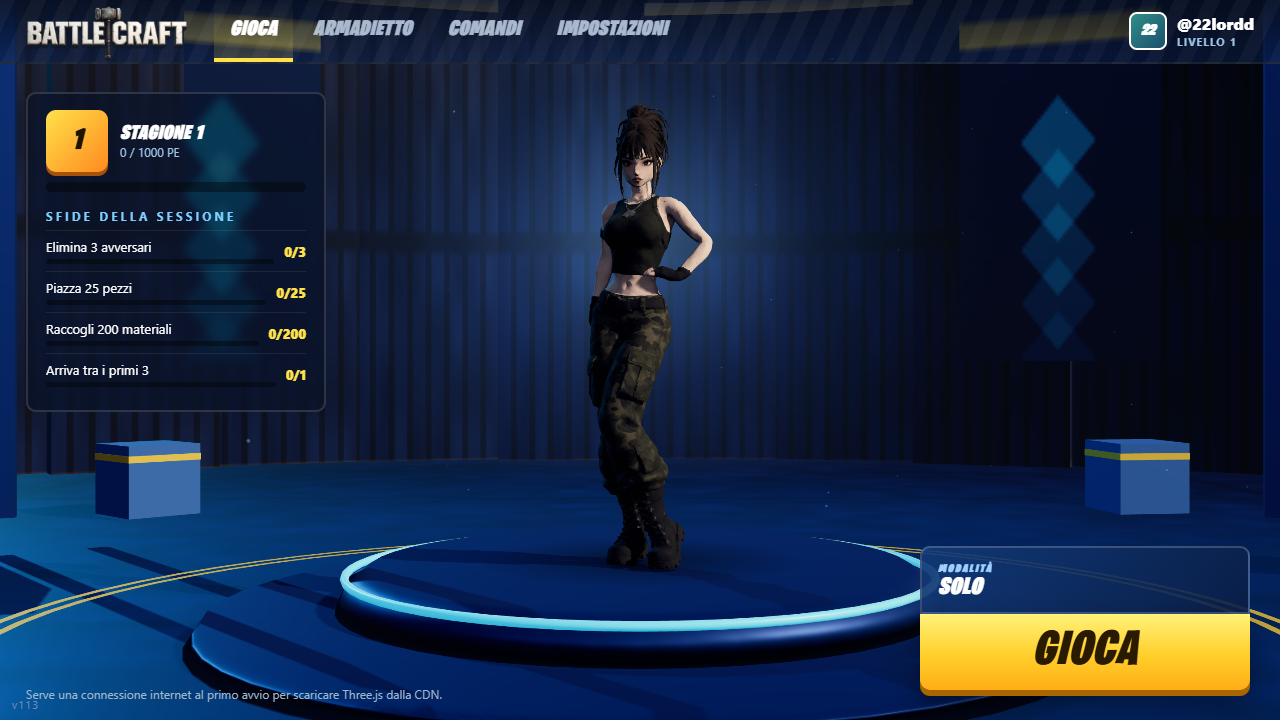 BATTLE CRAFT
GIOCA
ARMADIETTO
COMANDI
IMPOSTAZIONI
22
@22lordd
LIVELLO 1
1
STAGIONE 1
0 / 1000 PE
SFIDE DELLA SESSIONE
Elimina 3 avversari
0/3
Piazza 25 pezzi
0/25
Raccogli 200 materiali
0/200
Arriva tra i primi 3
0/1
MODALITÀ
SOLO
GIOCA
Serve una connessione internet al primo avvio per scaricare Three.js dalla CDN.
v113